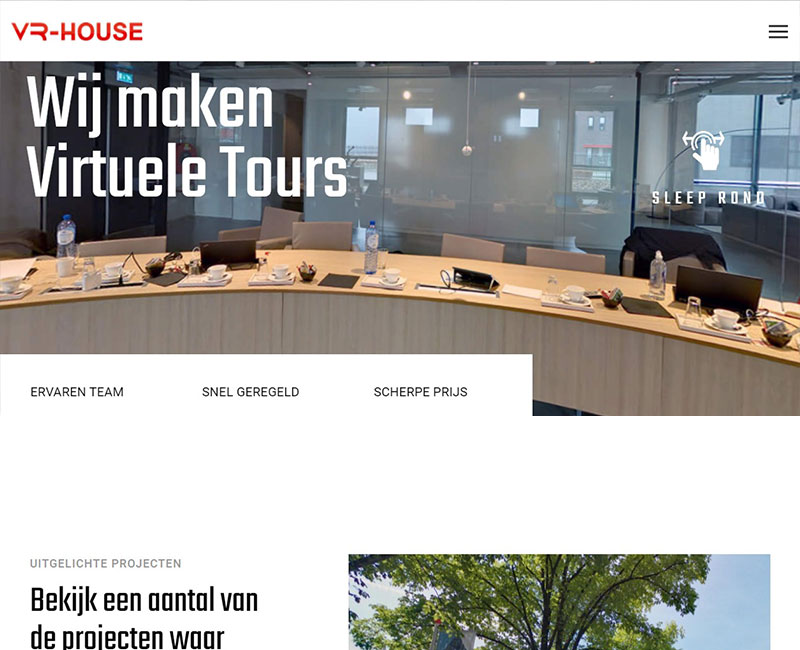 VR-HOUSE
Wij maken
Virtuele Tours
SLEEP ROND
ERVAREN TEAM
SNEL GEREGELD
SCHERPE PRIJS
UITGELICHTE PROJECTEN
Bekijk een aantal van
de projecten waar